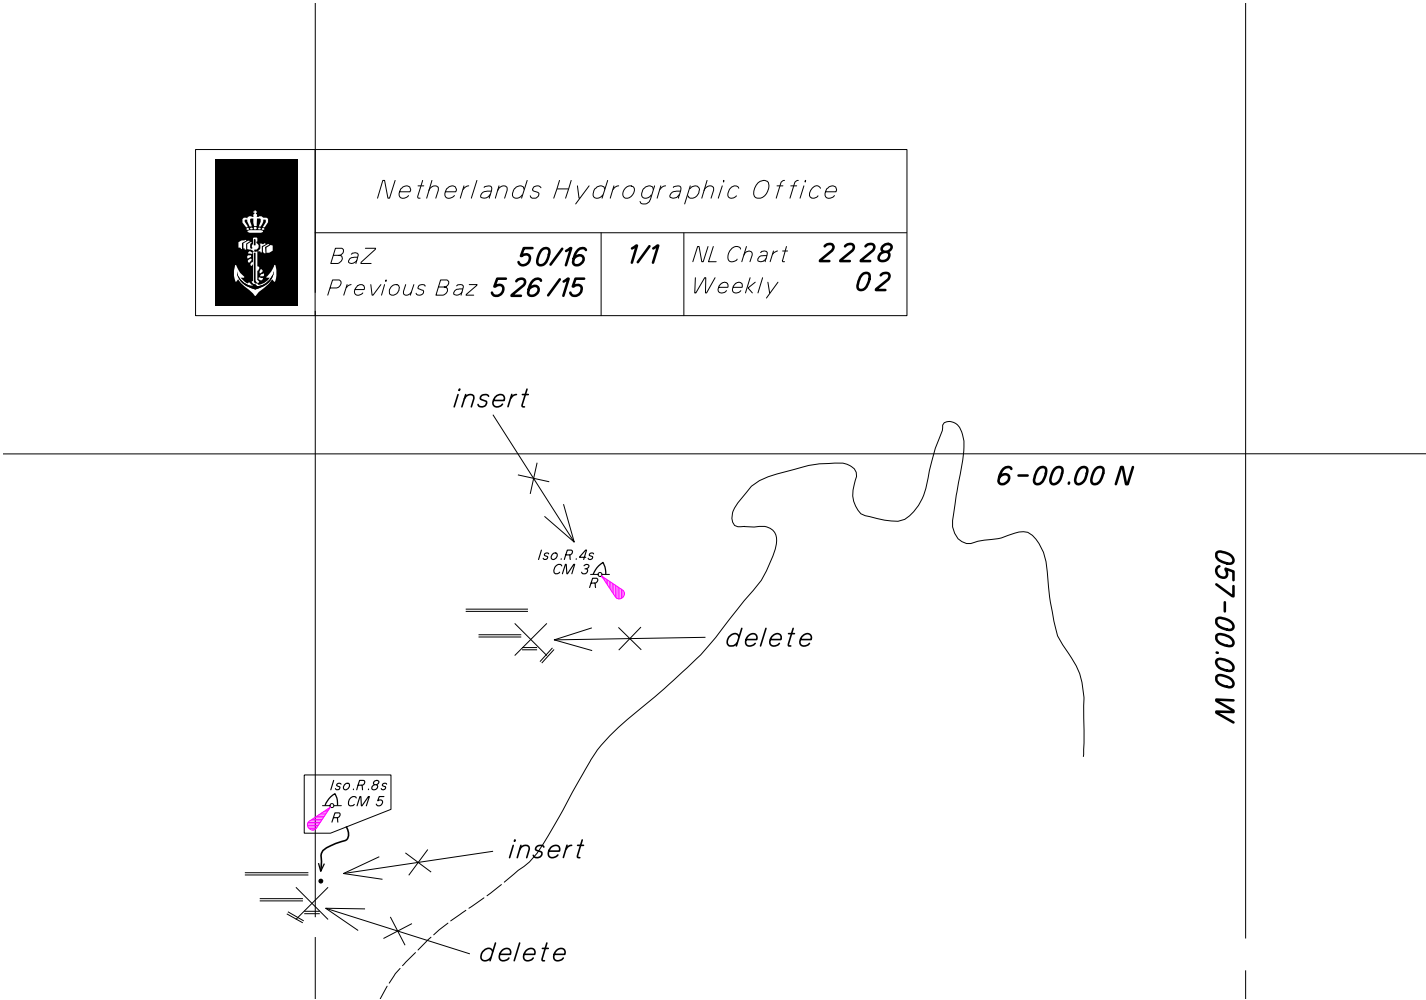 Netherlands Hydrographic Office
BaZ 50/16 1/1 NL Chart 2228
Previous Baz 526/15 Weekly 02
insert
6-00.00 N
Iso.R.4s
CM 3
R
057-00.00 W
delete
Iso.R.8s
CM 5
R
insert
delete